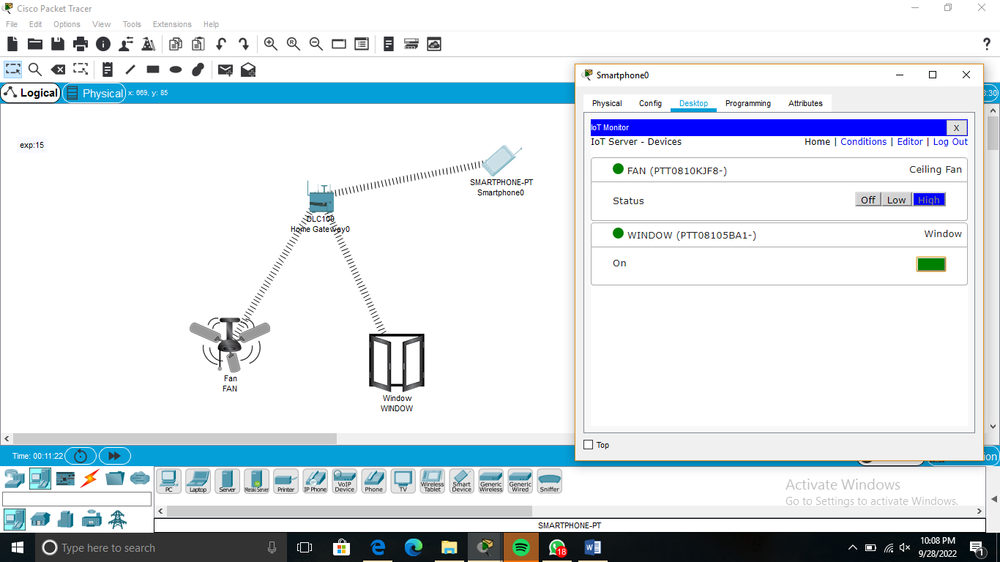 Cisco Packet Tracer
File Edit Options View Tools Extensions Help
Logical Physical x: 669, y: 85
exp:15
SMARTPHONE-PT
Smartphone0
DLC100
Home Gateway0
Fan
FAN
Window
WINDOW
Smartphone0
Physical Config Desktop Programming Attributes
IoT Monitor X
IoT Server - Devices Home | Conditions | Editor | Log Out
FAN (PTT0810KJF8-) Ceiling Fan
Status Off Low High
WINDOW (PTT08105BA1-) Window
On
Top
Time: 00:11:22
PC Laptop Server Meraki Server Printer IP Phone VoIP Device Phone TV Wireless Tablet Smart Device Generic Wireless Generic Wired Sniffer
Activate Windows
Go to Settings to activate Windows.
SMARTPHONE-PT
Type here to search
18
10:08 PM
9/28/2022
1